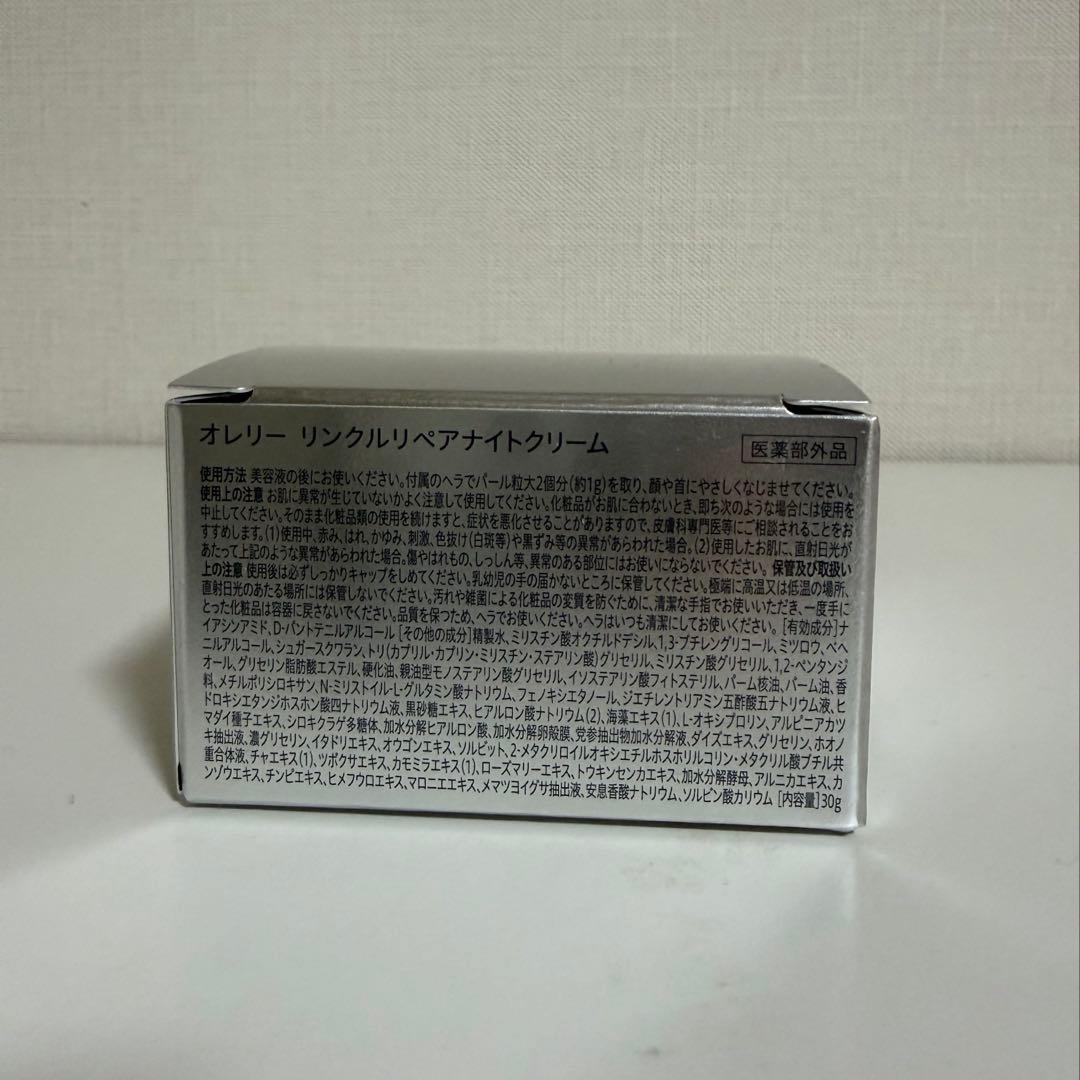 オレリー リンクルリペアナイトクリーム
医薬部外品
使用方法 美容液の後にお使いください。付属のヘラでパール粒大2個分(約1g)を取り、顔や首にやさしくなじませてください。
使用上の注意 お肌に異常が生じていないかよく注意して使用してください。化粧品がお肌に合わないとき、即ち次のような場合には使用を
中止してください。そのまま化粧品類の使用を続けますと、症状を悪化させることがありますので、皮膚科専門医等にご相談されることをお
すすめします。(1)使用中、赤み、はれ、かゆみ、刺激、色抜け(白斑等)や黒ずみ等の異常があらわれた場合。(2)使用したお肌に、直射日光が
あたって上記のような異常があらわれた場合。傷やはれもの、しっしん等、異常のある部位にはお使いにならないでください。 保管及び取扱い
上の注意 使用後は必ずしっかりキャップをしめてください。乳幼児の手の届かないところに保管してください。極端に高温又は低温の場所、
直射日光のあたる場所には保管しないでください。汚れや雑菌による化粧品の変質を防ぐために、清潔な手指でお使いいただき、一度手に
とった化粧品は容器に戻さないでください。品質を保つため、ヘラでお使いください。ヘラはいつも清潔にしてお使いください。 [有効成分]ナ
イアシンアミド、D-パントテニルアルコール [その他の成分]精製水、ミリスチン酸オクチルドデシル、1,3-ブチレングリコール、ミツロウ、ベヘ
ニルアルコール、シュガースクワラン、トリ(カプリル・カプリン・ミリスチン・ステアリン酸)グリセリル、ミリスチン酸グリセリル、1,2-ペンタンジ
オール、グリセリン脂肪酸エステル、硬化油、親油型モノステアリン酸グリセリル、イソステアリン酸フィトステリル、パーム核油、パーム油、香
料、メチルポリシロキサン、N-ミリストイル-L-グルタミン酸ナトリウム、フェノキシエタノール、ジエチレントリアミン五酢酸五ナトリウム液、ヒ
ドロキシエタンジホスホン酸四ナトリウム液、黒砂糖エキス、ヒアルロン酸ナトリウム(2)、海藻エキス(1)、L-オキシプロリン、アルピニアカツ
マダイ種子エキス、シロキクラゲ多糖体、加水分解ヒアルロン酸、加水分解卵殻膜、党参抽出物加水分解液、ダイズエキス、グリセリン、ホオノ
キ抽出液、濃グリセリン、イタドリエキス、オウゴンエキス、ソルビット、2-メタクリロイルオキシエチルホスホリルコリン・メタクリル酸ブチル共
重合体液、チャエキス(1)、ツボクサエキス、カモミラエキス(1)、ローズマリーエキス、トウキンセンカエキス、加水分解酵母、アルニカエキス、カ
ンゾウエキス、チンピエキス、ヒメフウロエキス、マロニエエキス、メマツヨイグサ抽出液、安息香酸ナトリウム、ソルビン酸カリウム [内容量]30g